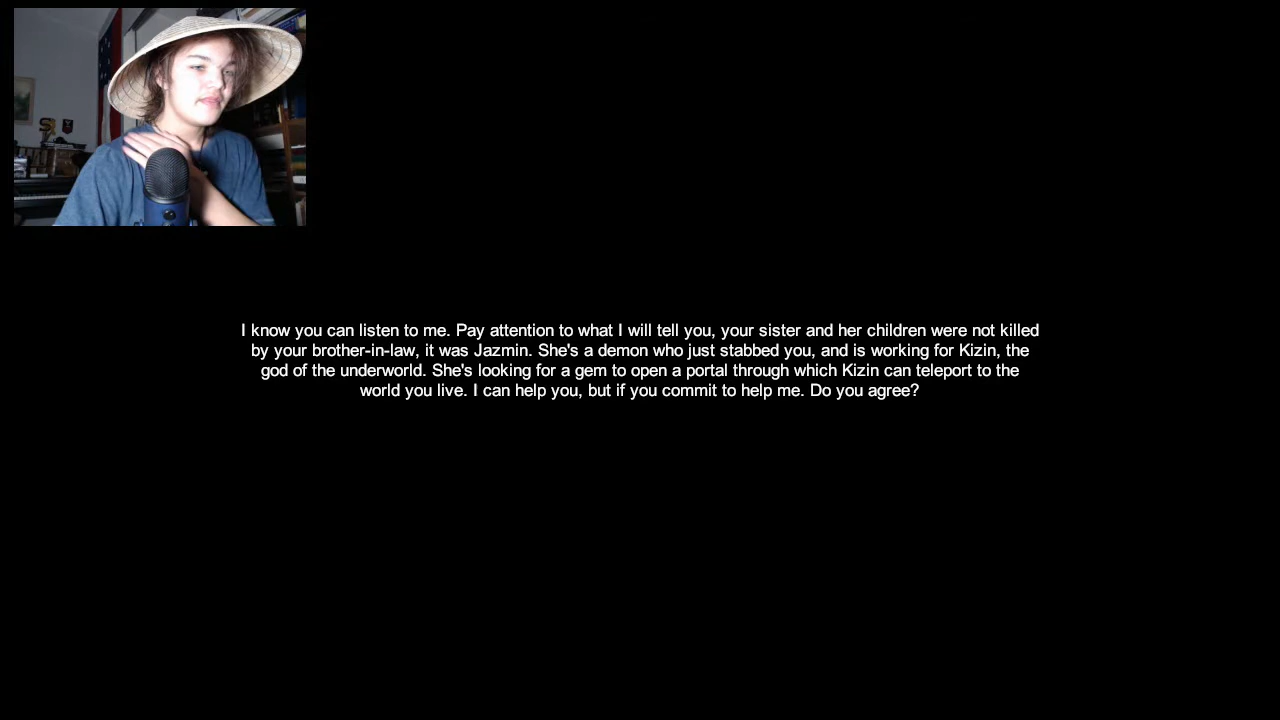 I know you can listen to me. Pay attention to what I will tell you, your sister and her children were not killed
by your brother-in-law, it was Jazmin. She's a demon who just stabbed you, and is working for Kizin, the
god of the underworld. She's looking for a gem to open a portal through which Kizin can teleport to the
world you live. I can help you, but if you commit to help me. Do you agree?